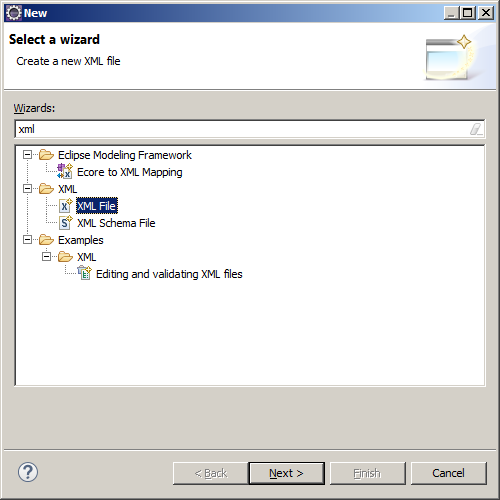 New
Select a wizard
Create a new XML file
Wizards:
xml
Eclipse Modeling Framework
Ecore to XML Mapping
XML
XML File
XML Schema File
Examples
XML
Editing and validating XML files
< Back Next > Finish Cancel